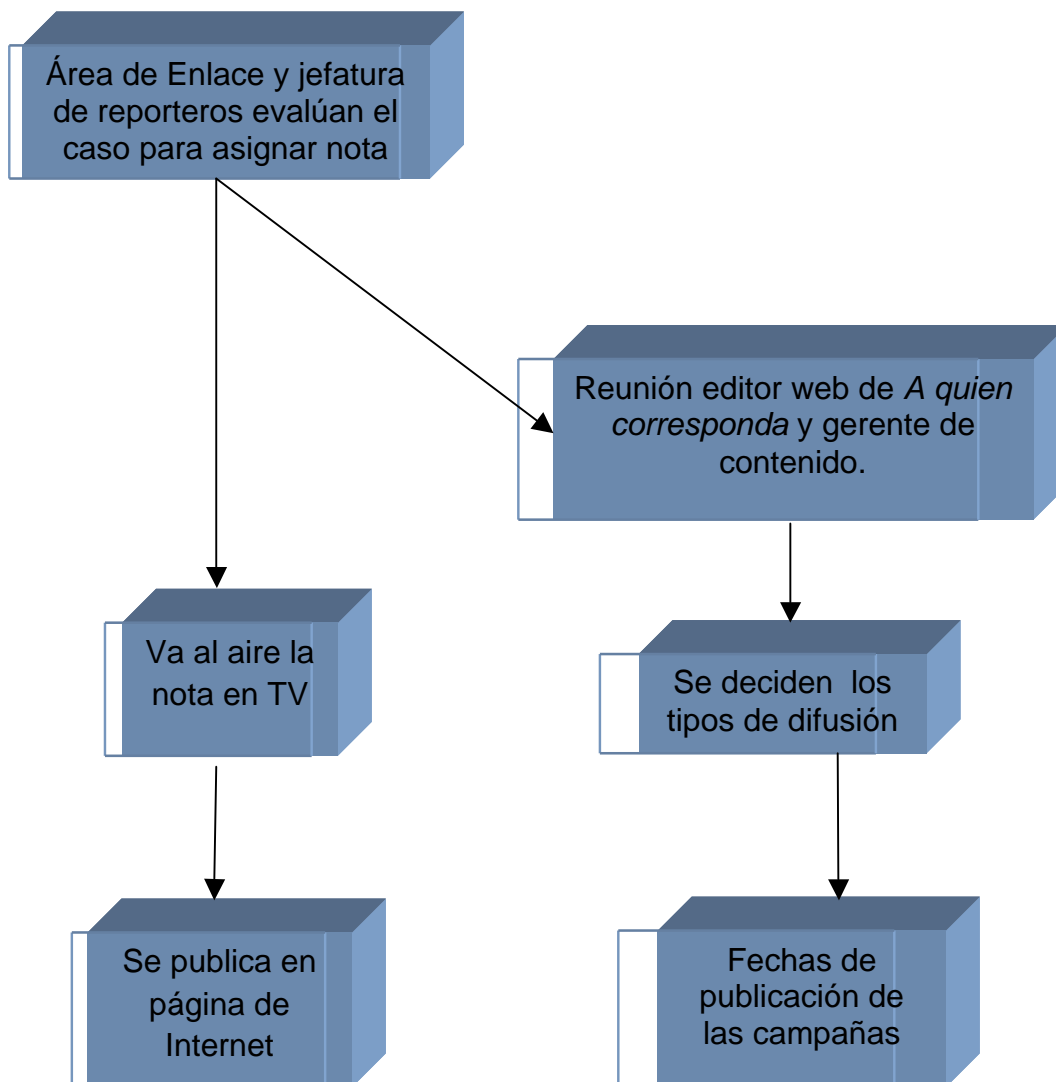 Área de Enlace y jefatura
de reporteros evalúan el
caso para asignar nota
Reunión editor web de A quien
corresponda y gerente de
contenido.
Va al aire la
nota en TV
Se deciden los
tipos de difusión
Se publica en
página de
Internet
Fechas de
publicación de
las campañas